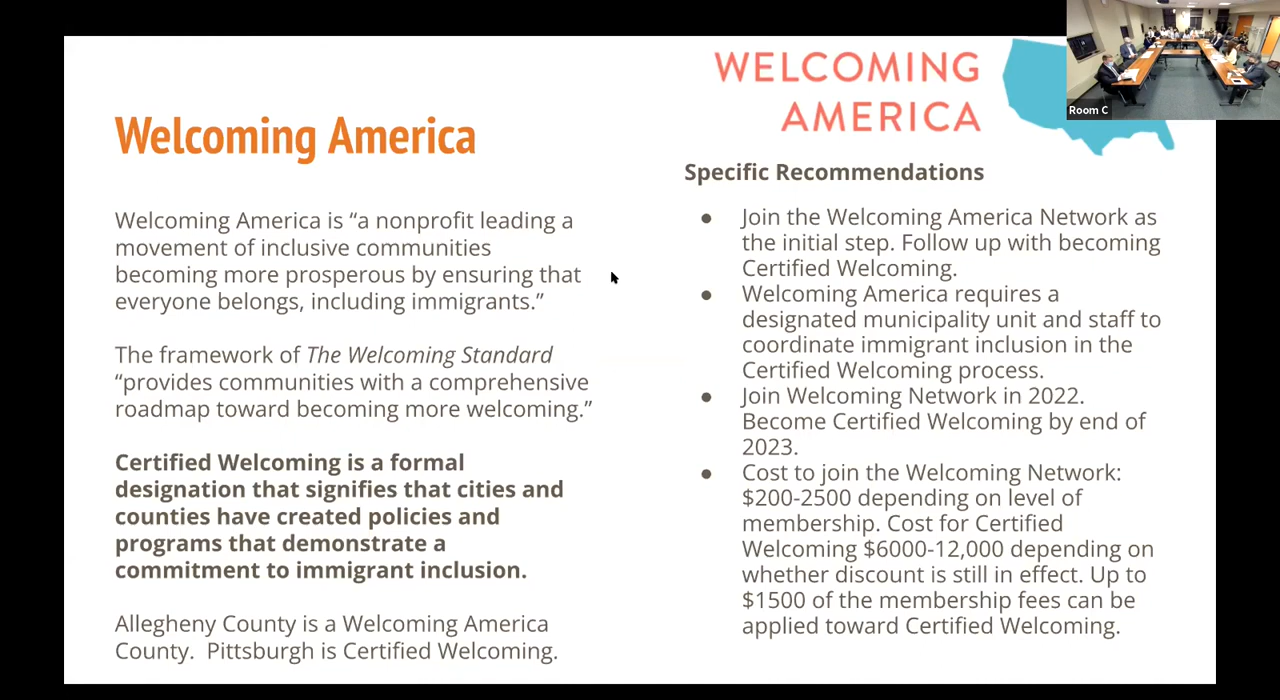 Welcoming America
Welcoming America is “a nonprofit leading a
movement of inclusive communities
becoming more prosperous by ensuring that
everyone belongs, including immigrants.”
The framework of The Welcoming Standard
“provides communities with a comprehensive
roadmap toward becoming more welcoming.”
Certified Welcoming is a formal
designation that signifies that cities and
counties have created policies and
programs that demonstrate a
commitment to immigrant inclusion.
Allegheny County is a Welcoming America
County.  Pittsburgh is Certified Welcoming.
WELCOMING
AMERICA
Room C
Specific Recommendations
● Join the Welcoming America Network as
the initial step. Follow up with becoming
Certified Welcoming.
● Welcoming America requires a
designated municipality unit and staff to
coordinate immigrant inclusion in the
Certified Welcoming process.
● Join Welcoming Network in 2022.
Become Certified Welcoming by end of
2023.
● Cost to join the Welcoming Network:
$200-2500 depending on level of
membership. Cost for Certified
Welcoming $6000-12,000 depending on
whether discount is still in effect. Up to
$1500 of the membership fees can be
applied toward Certified Welcoming.